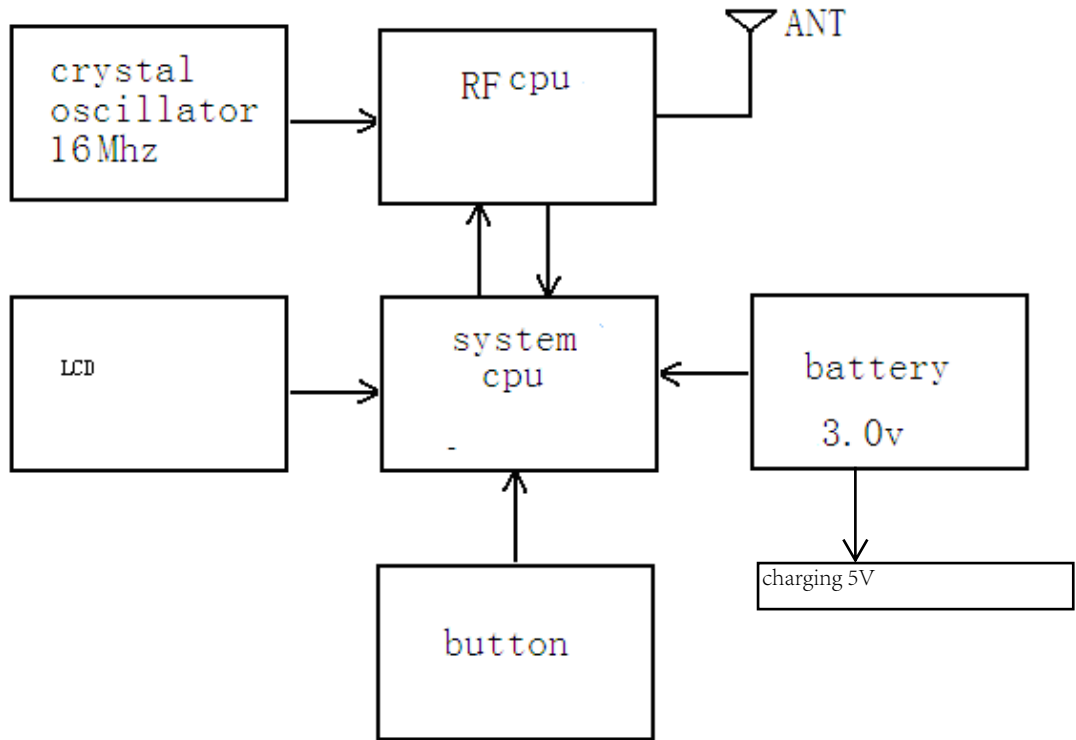 ANT
crystal
oscillator
16Mhz
RF cpu
LCD
system
cpu
-
battery
3.0v
charging 5V
button